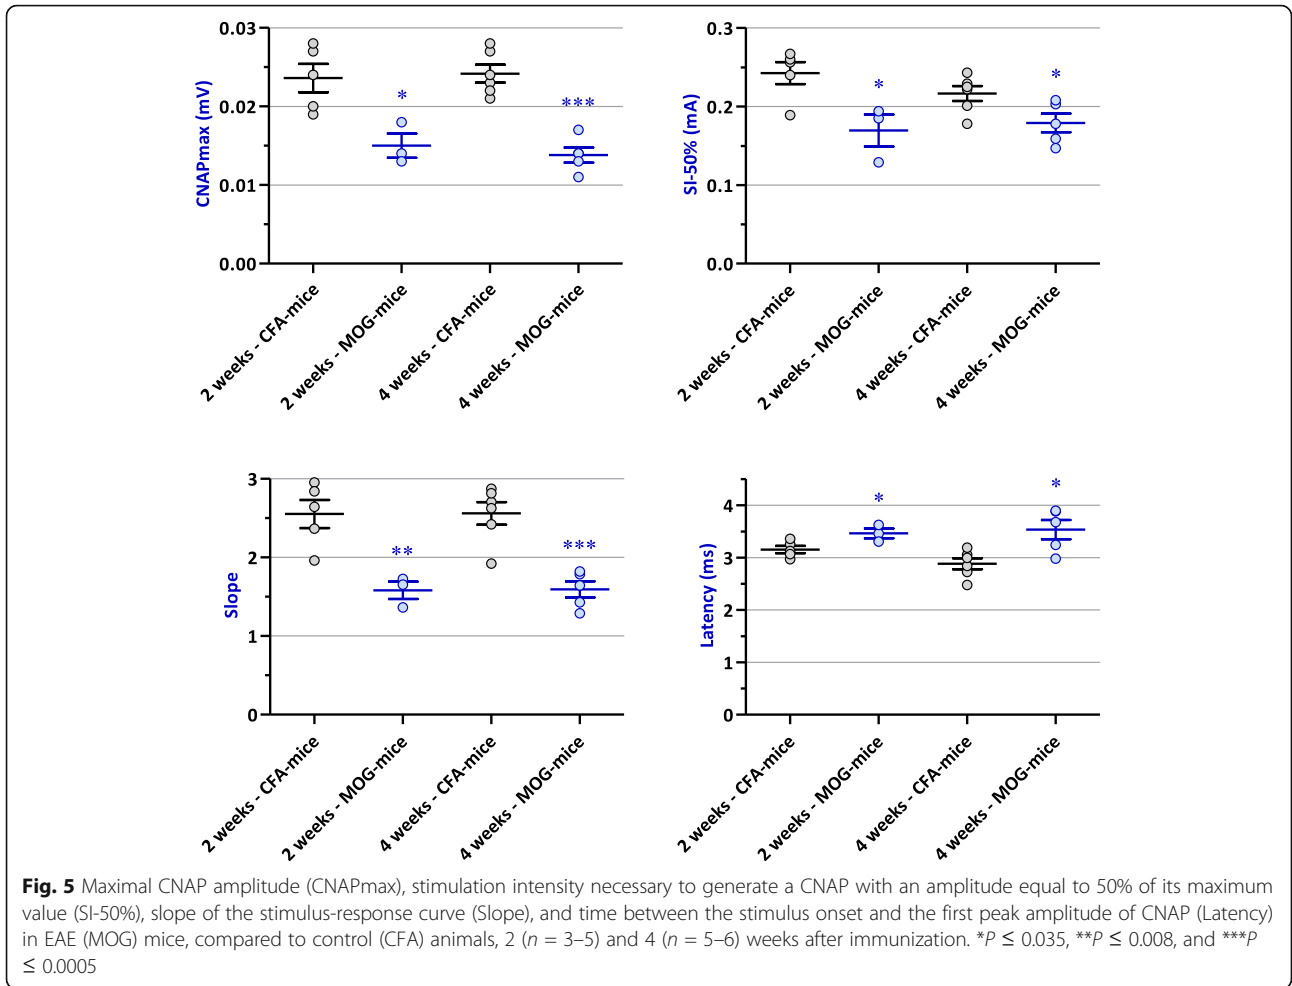 0.03
0.02
0.01
0.00
CNAPmax (mV)
*
***
2 weeks - CFA-mice
2 weeks - MOG-mice
4 weeks - CFA-mice
4 weeks - MOG-mice
0.3
0.2
0.1
0.0
SI-50% (mA)
*
*
2 weeks - CFA-mice
2 weeks - MOG-mice
4 weeks - CFA-mice
4 weeks - MOG-mice
3
2
1
0
Slope
**
***
2 weeks - CFA-mice
2 weeks - MOG-mice
4 weeks - CFA-mice
4 weeks - MOG-mice
4
3
2
1
0
Latency (ms)
*
*
2 weeks - CFA-mice
2 weeks - MOG-mice
4 weeks - CFA-mice
4 weeks - MOG-mice
Fig. 5 Maximal CNAP amplitude (CNAPmax), stimulation intensity necessary to generate a CNAP with an amplitude equal to 50% of its maximum
value (SI-50%), slope of the stimulus-response curve (Slope), and time between the stimulus onset and the first peak amplitude of CNAP (Latency)
in EAE (MOG) mice, compared to control (CFA) animals, 2 (n = 3–5) and 4 (n = 5–6) weeks after immunization. *P ≤ 0.035, **P ≤ 0.008, and ***P
≤ 0.0005